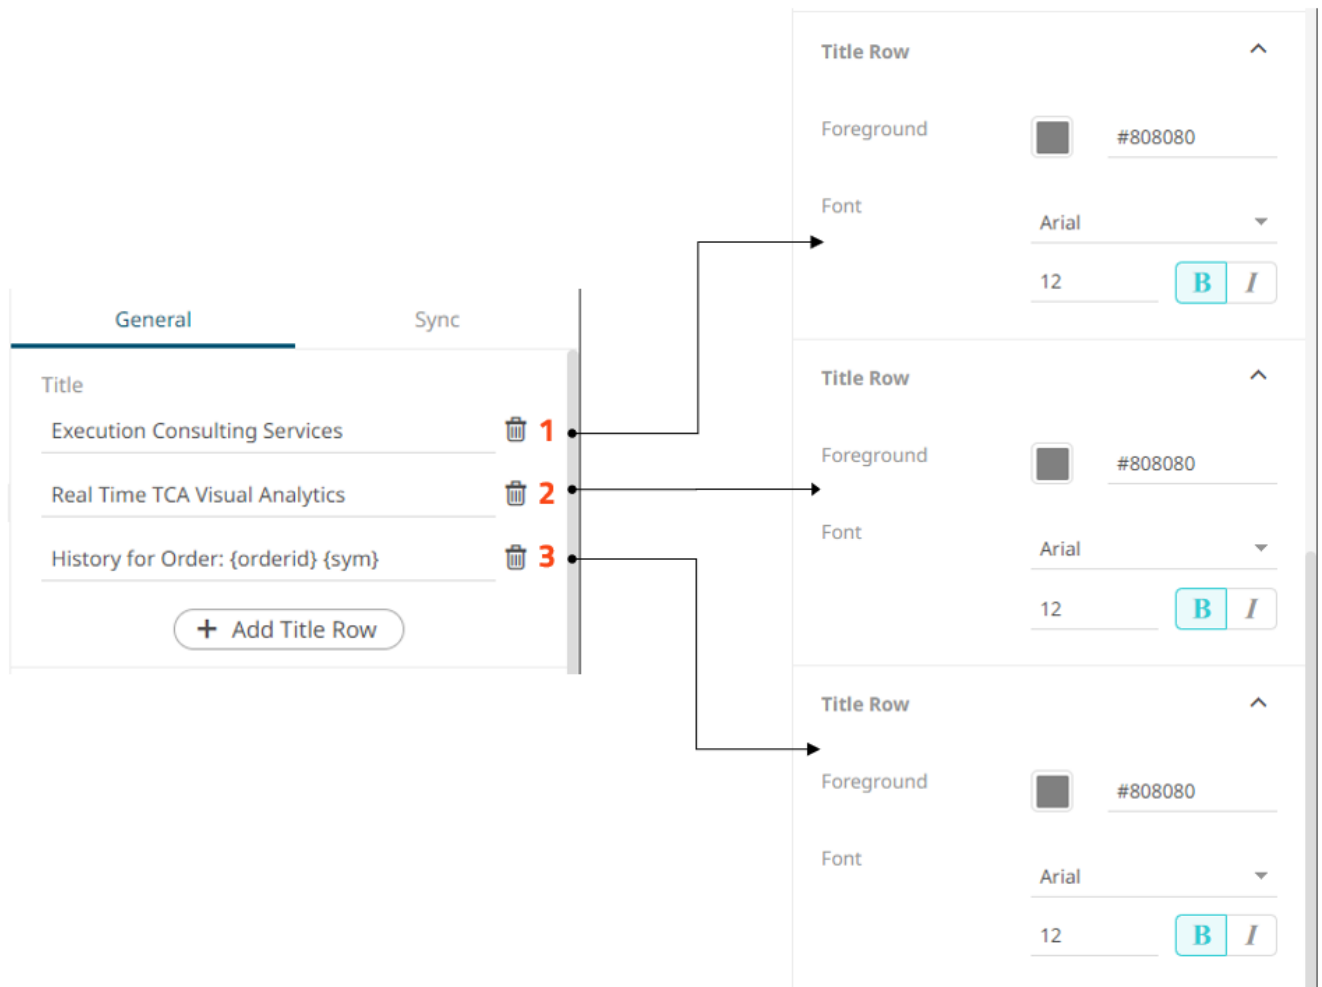 General
Sync
Title
Execution Consulting Services
1
Real Time TCA Visual Analytics
2
History for Order: {orderid} {sym}
3
+ Add Title Row
Title Row
Foreground
#808080
Font
Arial
12
B
I
Title Row
Foreground
#808080
Font
Arial
12
B
I
Title Row
Foreground
#808080
Font
Arial
12
B
I